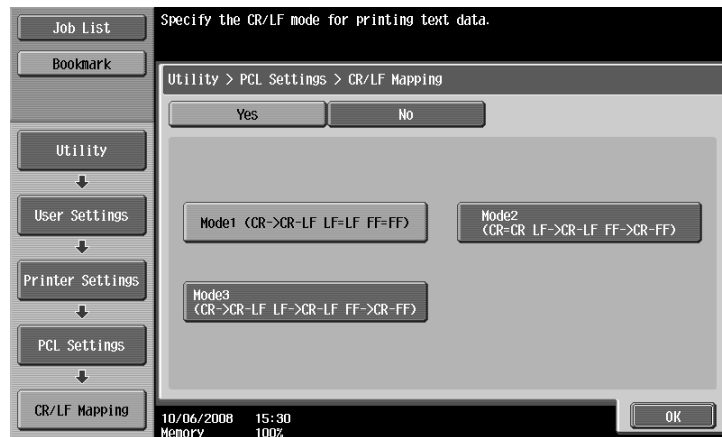 Specify the CR/LF mode for printing text data.
Job List
Bookmark
Utility > PCL Settings > CR/LF Mapping
Yes
No
Utility
User Settings
Printer Settings
PCL Settings
CR/LF Mapping
Mode1 (CR->CR-LF LF=LF FF=FF)
Mode2
(CR=CR LF->CR-LF FF->CR-FF)
Mode3
(CR->CR-LF LF->CR-LF FF->CR-FF)
10/06/2008 15:30
Memory 100%
OK